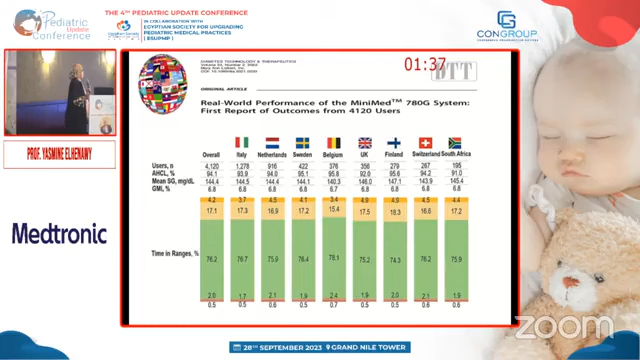 Pediatric
Update
Conference
THE 4TH PEDIATRIC UPDATE CONFERENCE
IN COLLABORATION WITH
EGYPTIAN SOCIETY FOR UPGRADING
PEDIATRIC MEDICAL PRACTICES
(ESUPMP)
CONGROUP
PROF. YASMINE ELHENAWY
Medtronic
DIABETES TECHNOLOGY & THERAPEUTICS
01:37
DTT
ORIGINAL ARTICLE
Real-World Performance of the MiniMed™ 780G System:
First Report of Outcomes from 4120 Users
Overall Italy Netherlands Sweden Belgium UK Finland Switzerland South Africa
Users, n 4,120 1,278 916 422 376 356 279 267 195
AHCL, % 94.1 93.9 94.0 95.1 95.8 92.6 95.6 94.2 91.0
Mean SG, mg/dL 144.4 144.5 144.4 144.1 140.3 146.0 147.1 143.9 145.4
GMI, % 6.8 6.8 6.8 6.8 6.7 6.8 6.8 6.8 6.8
4.2 3.7 4.5 4.1 3.4 4.9 4.9 4.5 4.4
17.1 17.3 16.9 17.2 15.4 17.5 18.3 16.6 17.2
Time in Ranges, % 76.2 76.7 75.9 76.4 78.1 75.2 74.3 76.2 75.9
2.0 1.7 2.1 1.9 2.4 1.9 2.0 2.1 1.9
0.5 0.5 0.6 0.5 0.7 0.5 0.5 0.6 0.6
zoom
28TH SEPTEMBER 2023 GRAND NILE TOWER